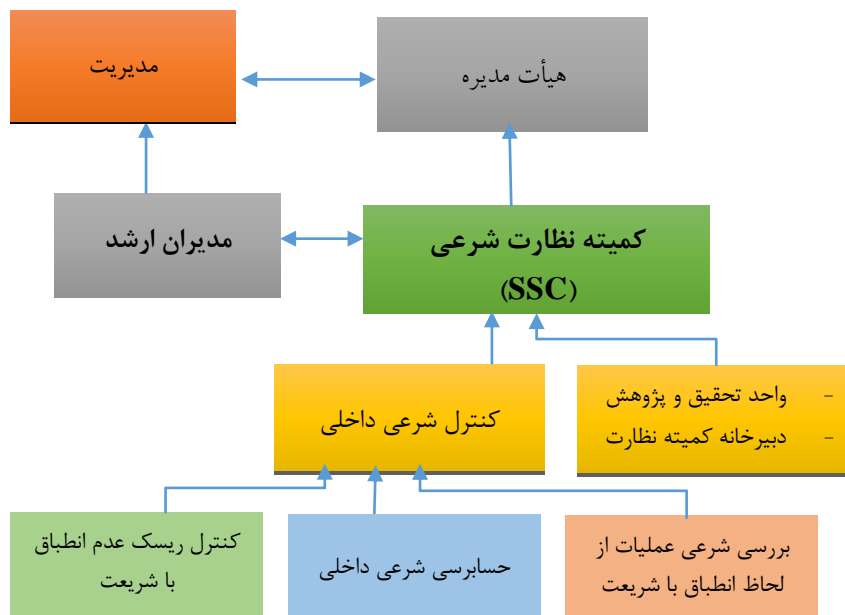 هیأت مدیره
مدیریت
کمیته نظارت شرعی
(SSC)
مدیران ارشد
- واحد تحقیق و پژوهش
- دبیرخانه کمیته نظارت
کنترل شرعی داخلی
بررسی شرعی عملیات از
لحاظ انطباق با شریعت
حسابرسی شرعی داخلی
کنترل ریسک عدم انطباق
با شریعت